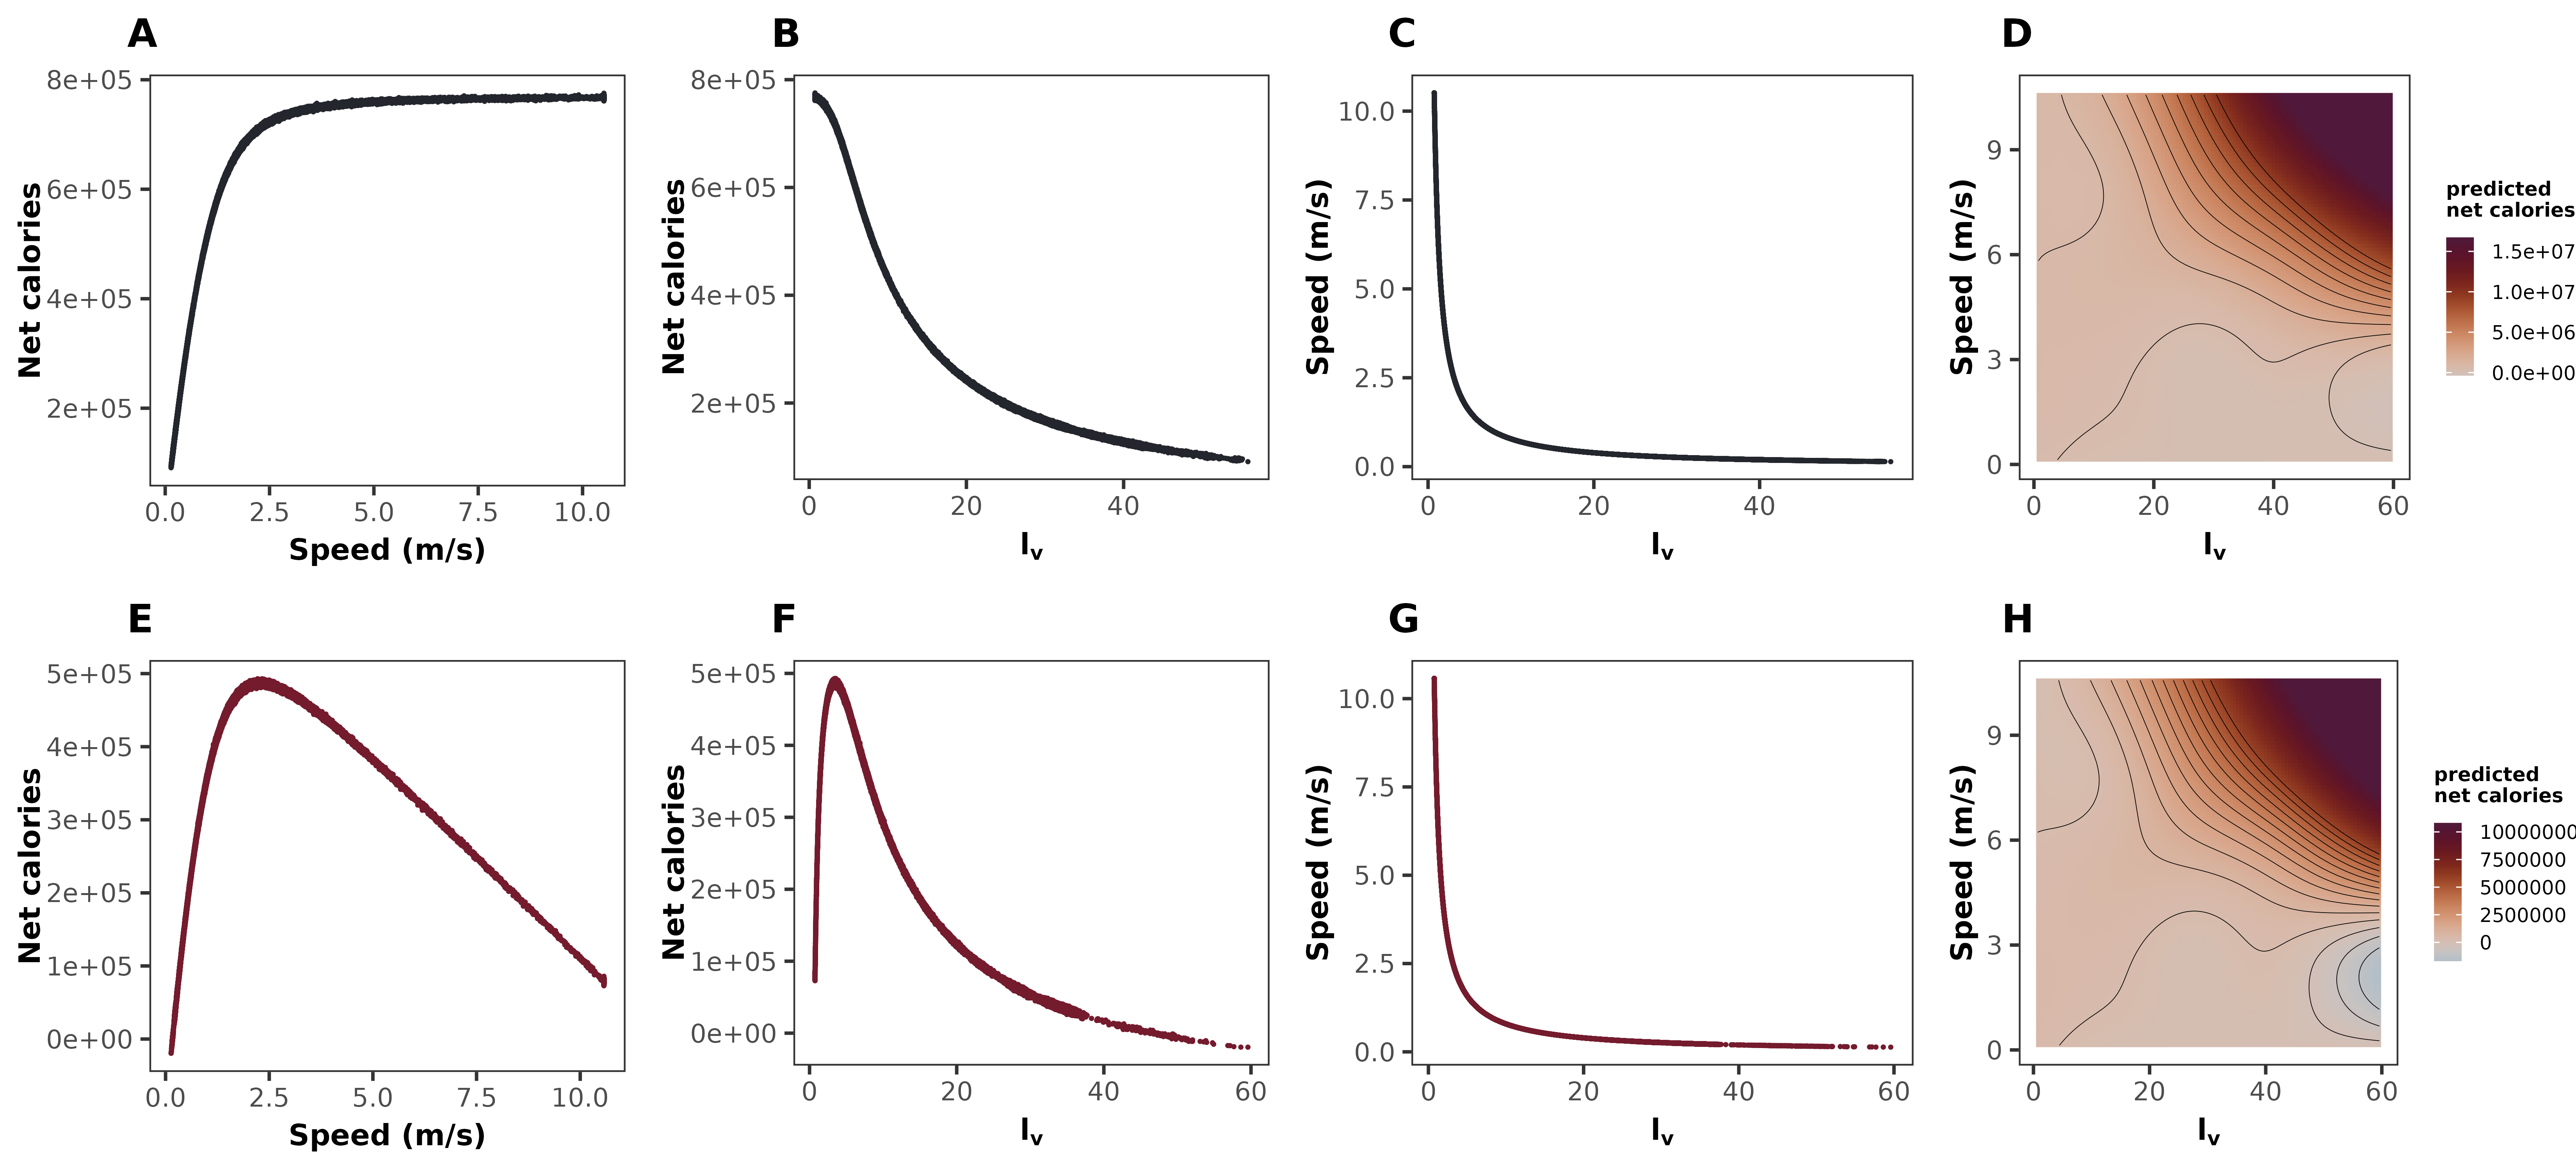 A
8e+05
6e+05
4e+05
2e+05
Net calories
0.0 2.5 5.0 7.5 10.0
Speed (m/s)
B
8e+05
6e+05
4e+05
2e+05
Net calories
0 20 40
Iv
C
10.0
7.5
5.0
2.5
0.0
Speed (m/s)
0 20 40
Iv
D
9
6
3
0
Speed (m/s)
0 20 40 60
Iv
predicted
net calories
1.5e+07
1.0e+07
5.0e+06
0.0e+00
E
5e+05
4e+05
3e+05
2e+05
1e+05
0e+00
Net calories
0.0 2.5 5.0 7.5 10.0
Speed (m/s)
F
5e+05
4e+05
3e+05
2e+05
1e+05
0e+00
Net calories
0 20 40 60
Iv
G
10.0
7.5
5.0
2.5
0.0
Speed (m/s)
0 20 40 60
Iv
H
9
6
3
0
Speed (m/s)
0 20 40 60
Iv
predicted
net calories
10000000
7500000
5000000
2500000
0